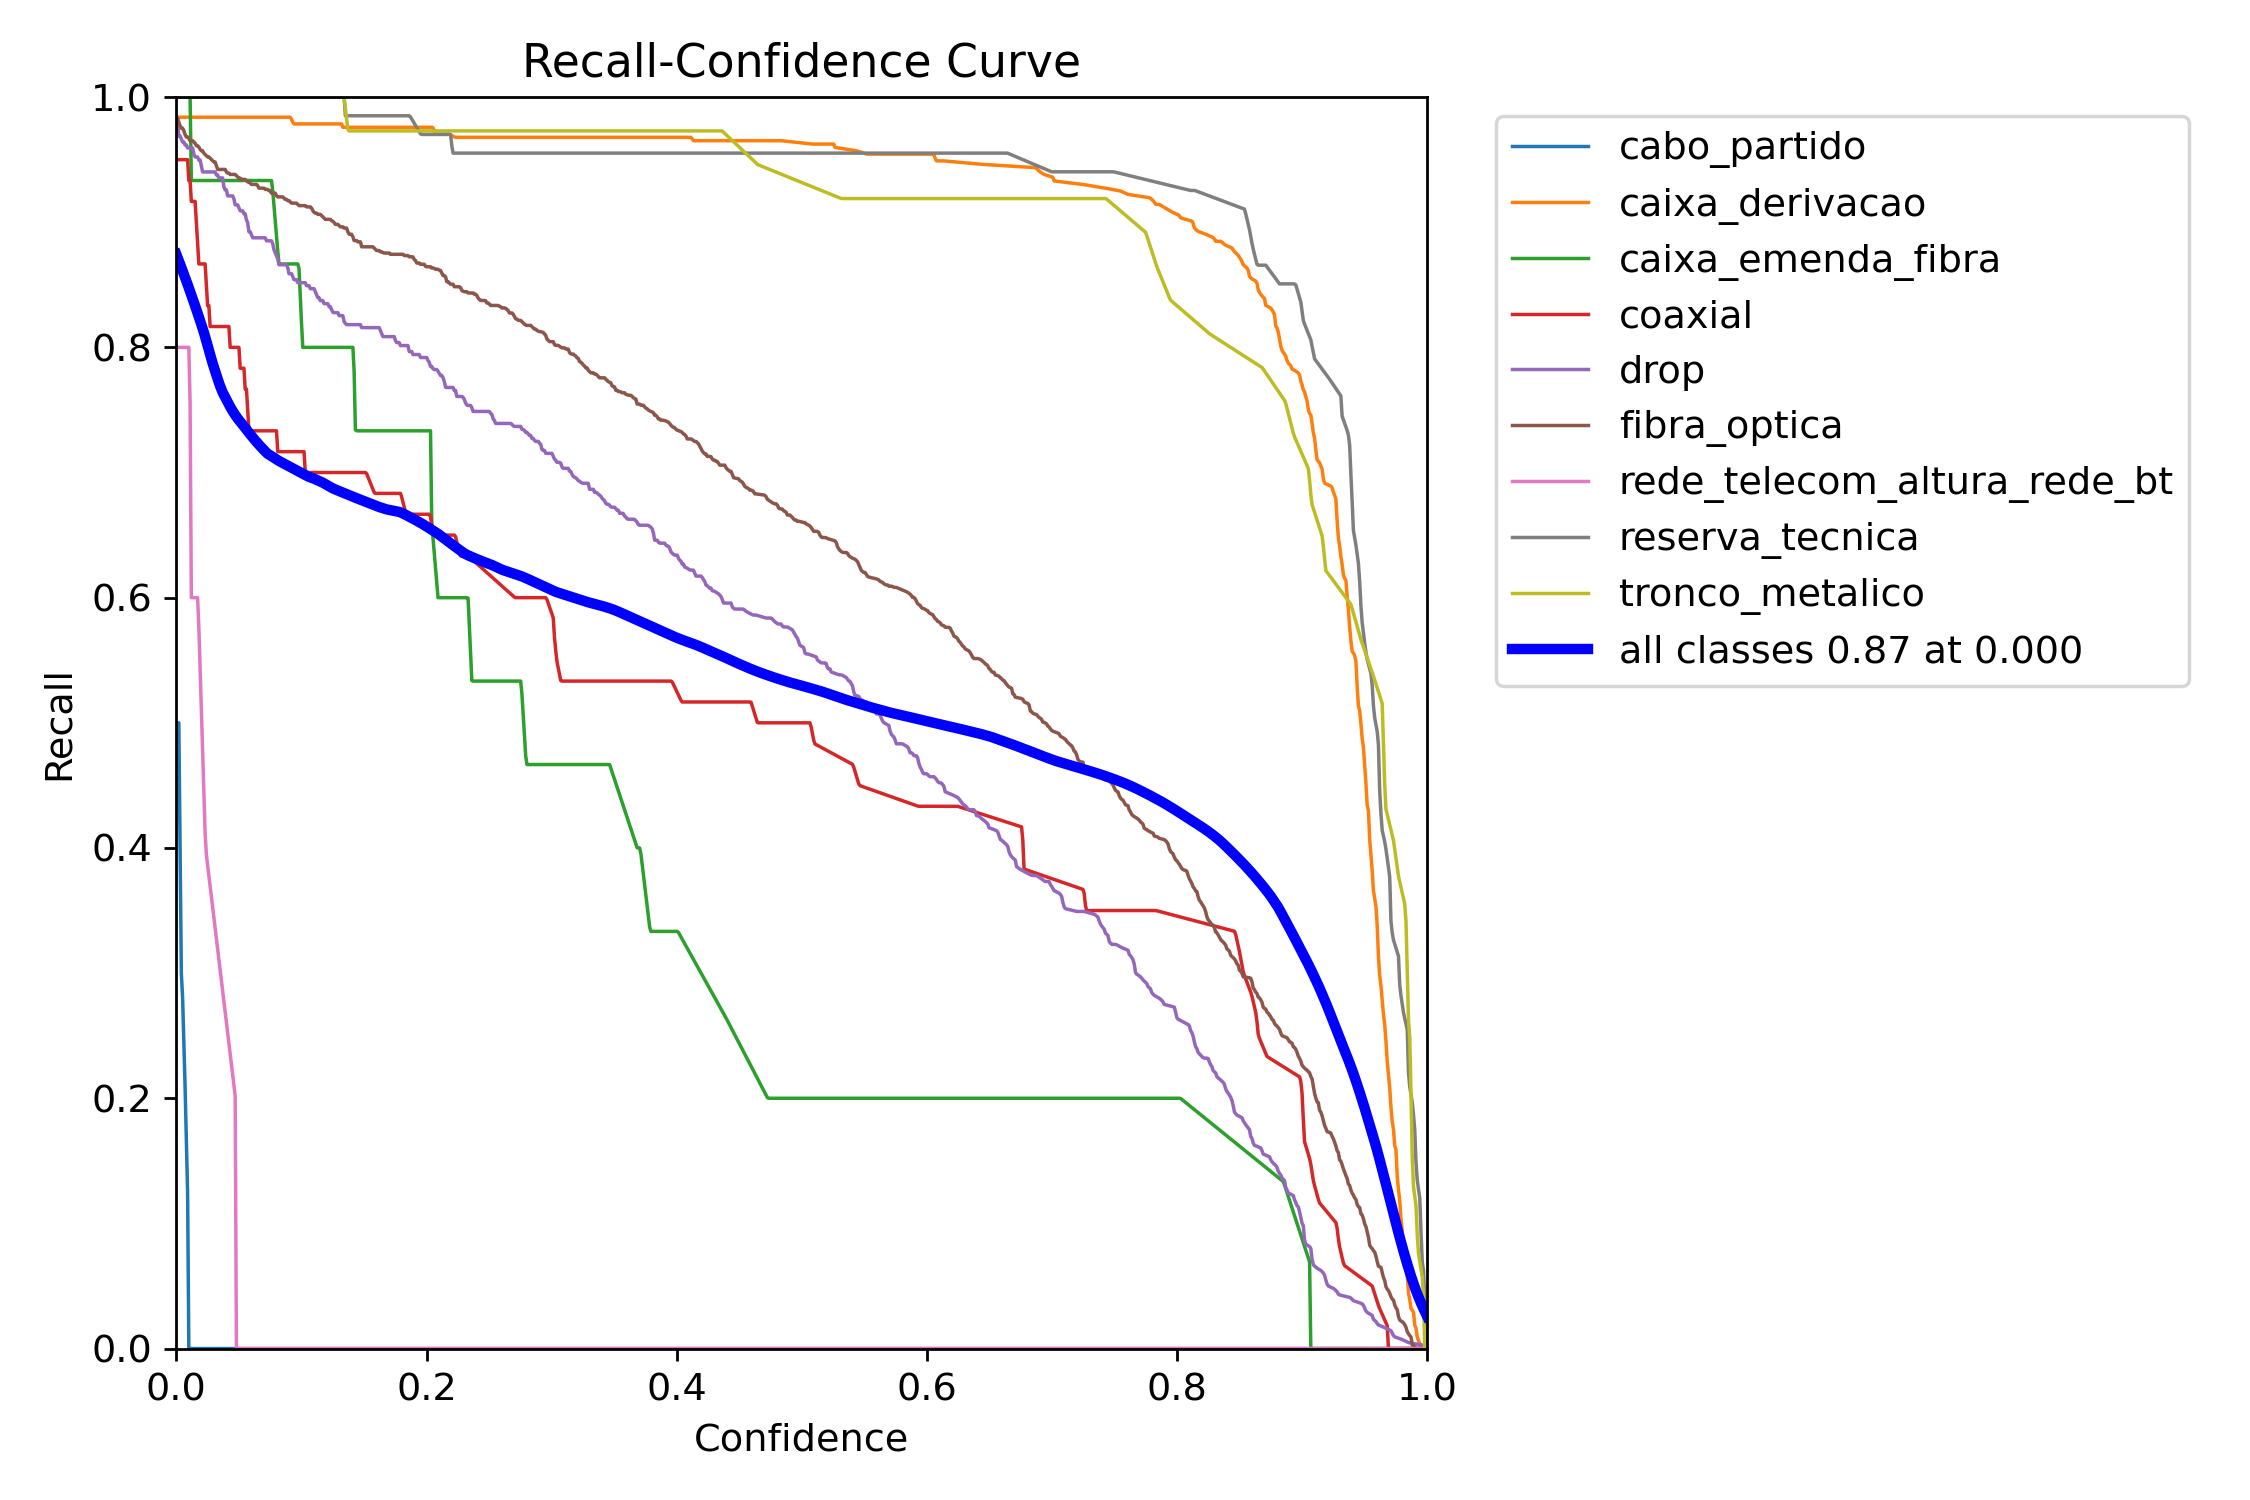 Recall-Confidence Curve
1.0
0.8
0.6
0.4
0.2
0.0
Recall
0.0 0.2 0.4 0.6 0.8 1.0
Confidence
cabo_partido
caixa_derivacao
caixa_emenda_fibra
coaxial
drop
fibra_optica
rede_telecom_altura_rede_bt
reserva_tecnica
tronco_metalico
all classes 0.87 at 0.000